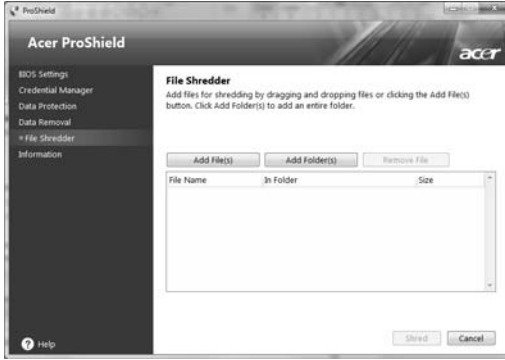 ProShield
Acer ProShield
acer
BIOS Settings
Credential Manager
Data Protection
Data Removal
File Shredder
Information
Help
File Shredder
Add files for shredding by dragging and dropping files or clicking the Add File(s)
button. Click Add Folder(s) to add an entire folder.
Add File(s)
Add Folder(s)
Remove File
File Name
In Folder
Size
Shred
Cancel